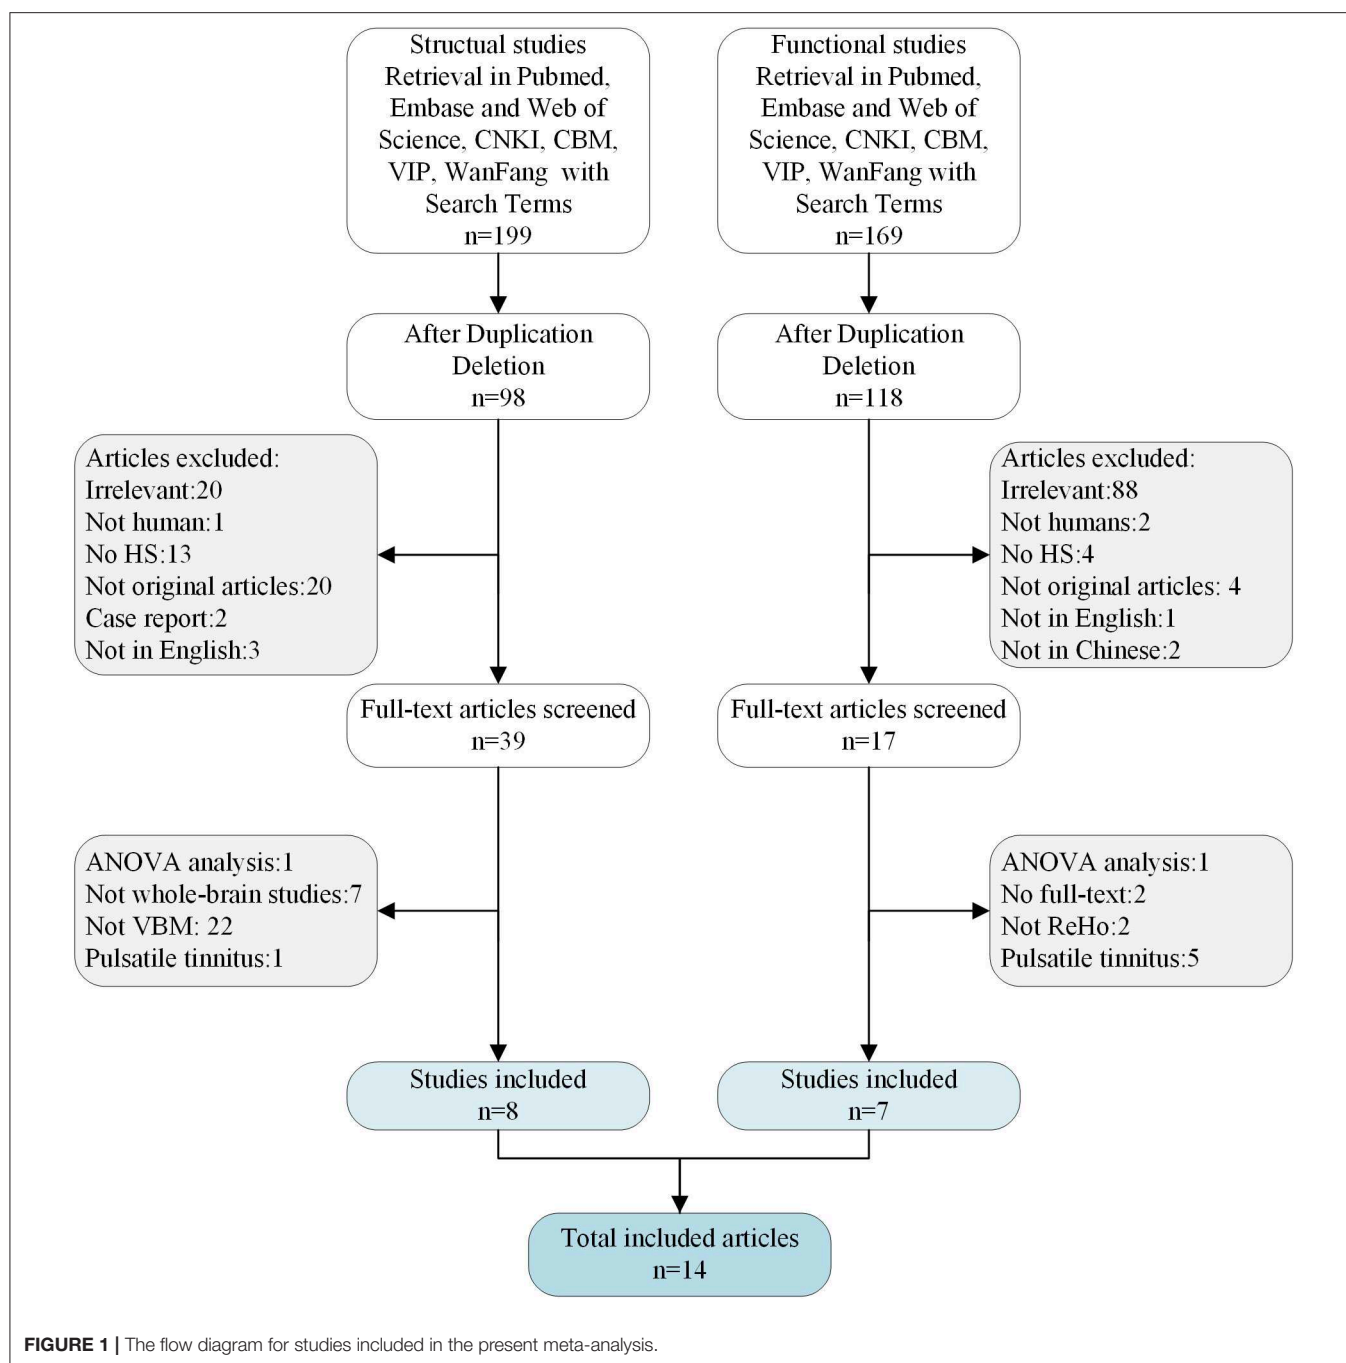 Structual studies
Retrieval in Pubmed,
Embase and Web of
Science, CNKI, CBM,
VIP, WanFang with
Search Terms
n=199
Functional studies
Retrieval in Pubmed,
Embase and Web of
Science, CNKI, CBM,
VIP, WanFang with
Search Terms
n=169
After Duplication
Deletion
n=98
After Duplication
Deletion
n=118
Articles excluded:
Irrelevant:20
Not human:1
No HS:13
Not original articles:20
Case report:2
Not in English:3
Articles excluded:
Irrelevant:88
Not humans:2
No HS:4
Not original articles: 4
Not in English:1
Not in Chinese:2
Full-text articles screened
n=39
Full-text articles screened
n=17
ANOVA analysis:1
Not whole-brain studies:7
Not VBM: 22
Pulsatile tinnitus:1
ANOVA analysis:1
No full-text:2
Not ReHo:2
Pulsatile tinnitus:5
Studies included
n=8
Studies included
n=7
Total included articles
n=14
FIGURE 1 | The flow diagram for studies included in the present meta-analysis.